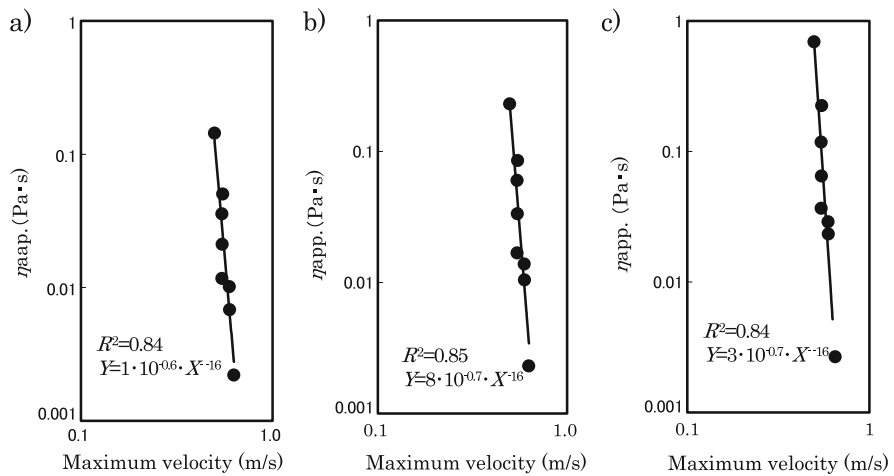 a)
1
0.1
0.01
0.001
ηaap.(Pa▪s)
R²=0.84
Y=1・10⁻⁰·⁶・X⁻⁻¹⁶
0.1
1.0
Maximum velocity (m/s)
b)
1
0.1
0.01
0.001
ηapp.(Pa▪s)
R²=0.85
Y=8・10⁻⁰·⁷・X⁻¹⁶
0.1
1.0
Maximum velocity (m/s)
c)
1
0.1
0.01
0.001
ηapp. (Pa▪s)
R²=0.84
Y=3・10⁻⁰·⁷・X⁻⁻¹⁶
0.1
1
Maximum velocity (m/s)